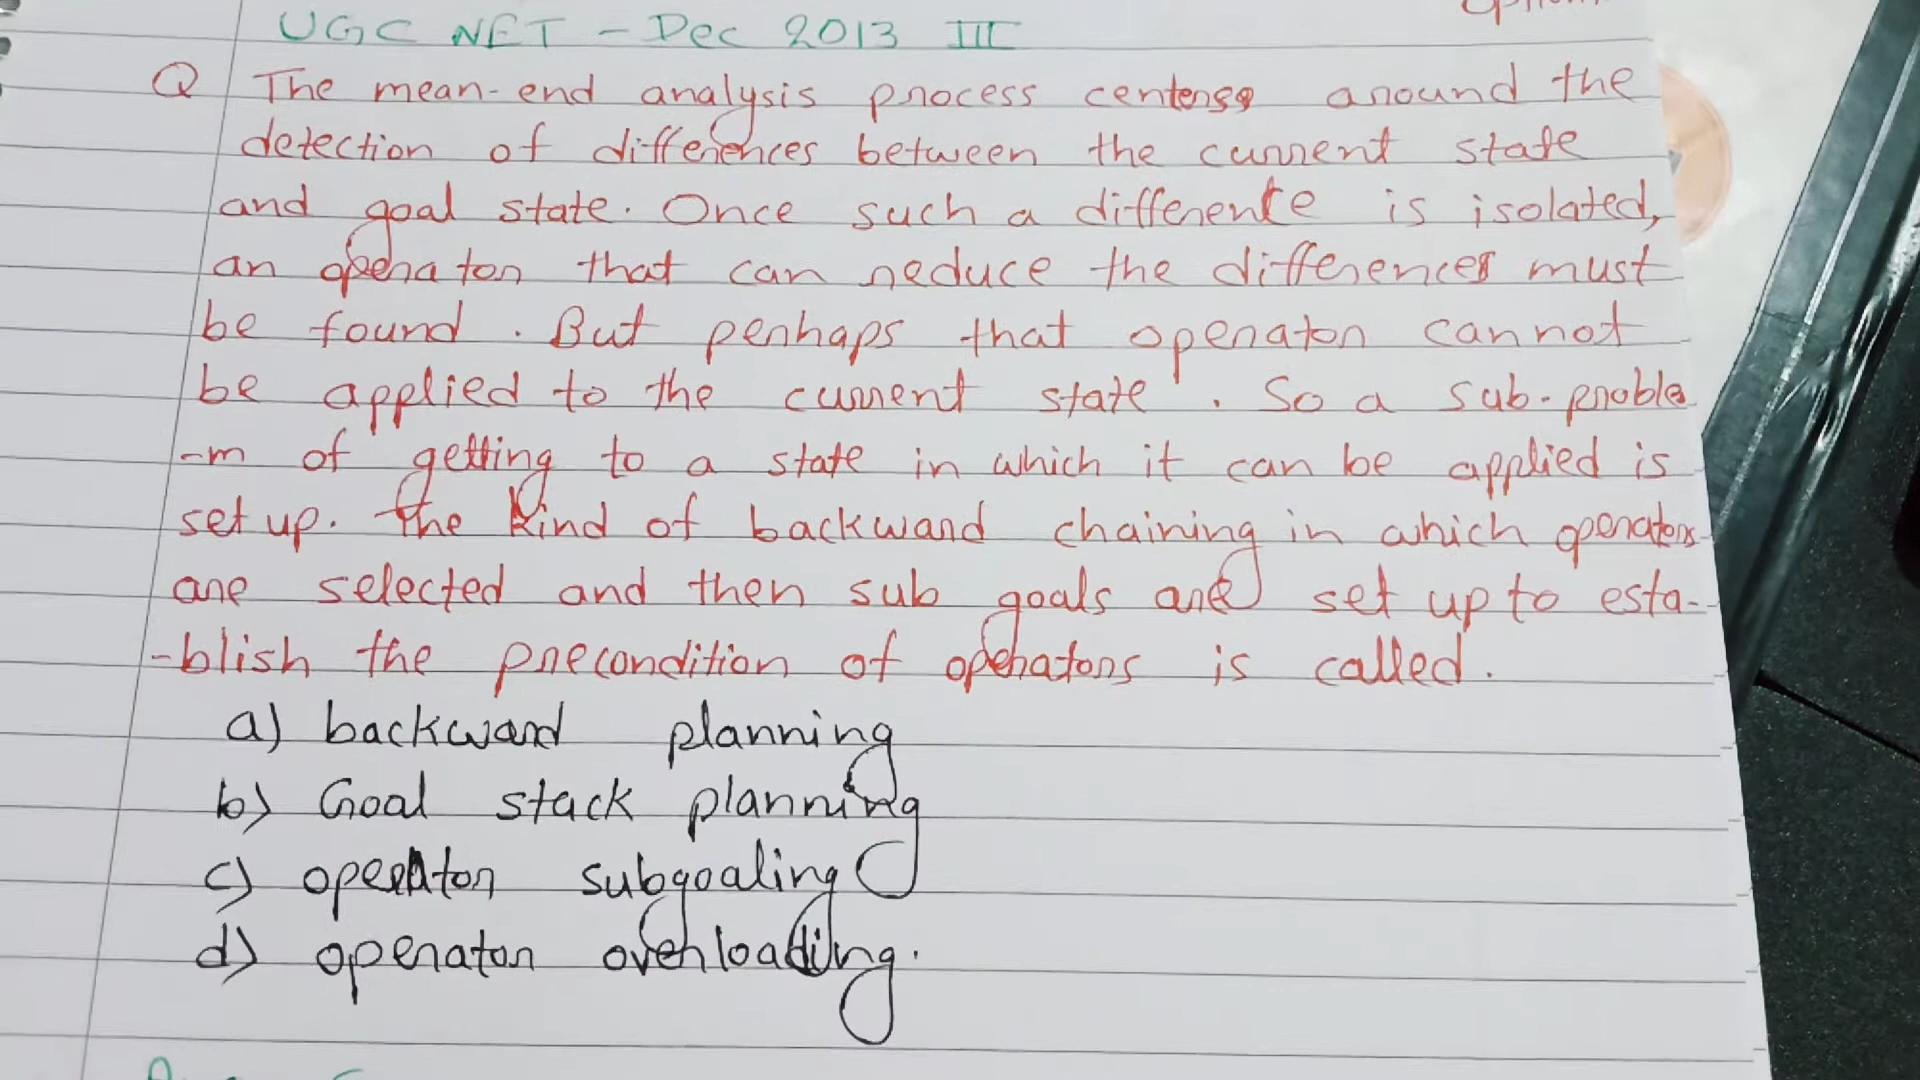 UGC NET - Dec 2013 III
Q The mean-end analysis process centers around the
detection of differences between the current state
and goal state. Once such a difference is isolated,
an operator that can reduce the differences must
be found. But perhaps that operator cannot
be applied to the current state. So a sub-proble
-m of getting to a state in which it can be applied is
set up. The kind of backward chaining in which operators
are selected and then sub goals are set up to esta-
-blish the precondition of operators is called.
a) backward planning
b) Goal stack planning
c) operator subgoaling
d) operator overloading.